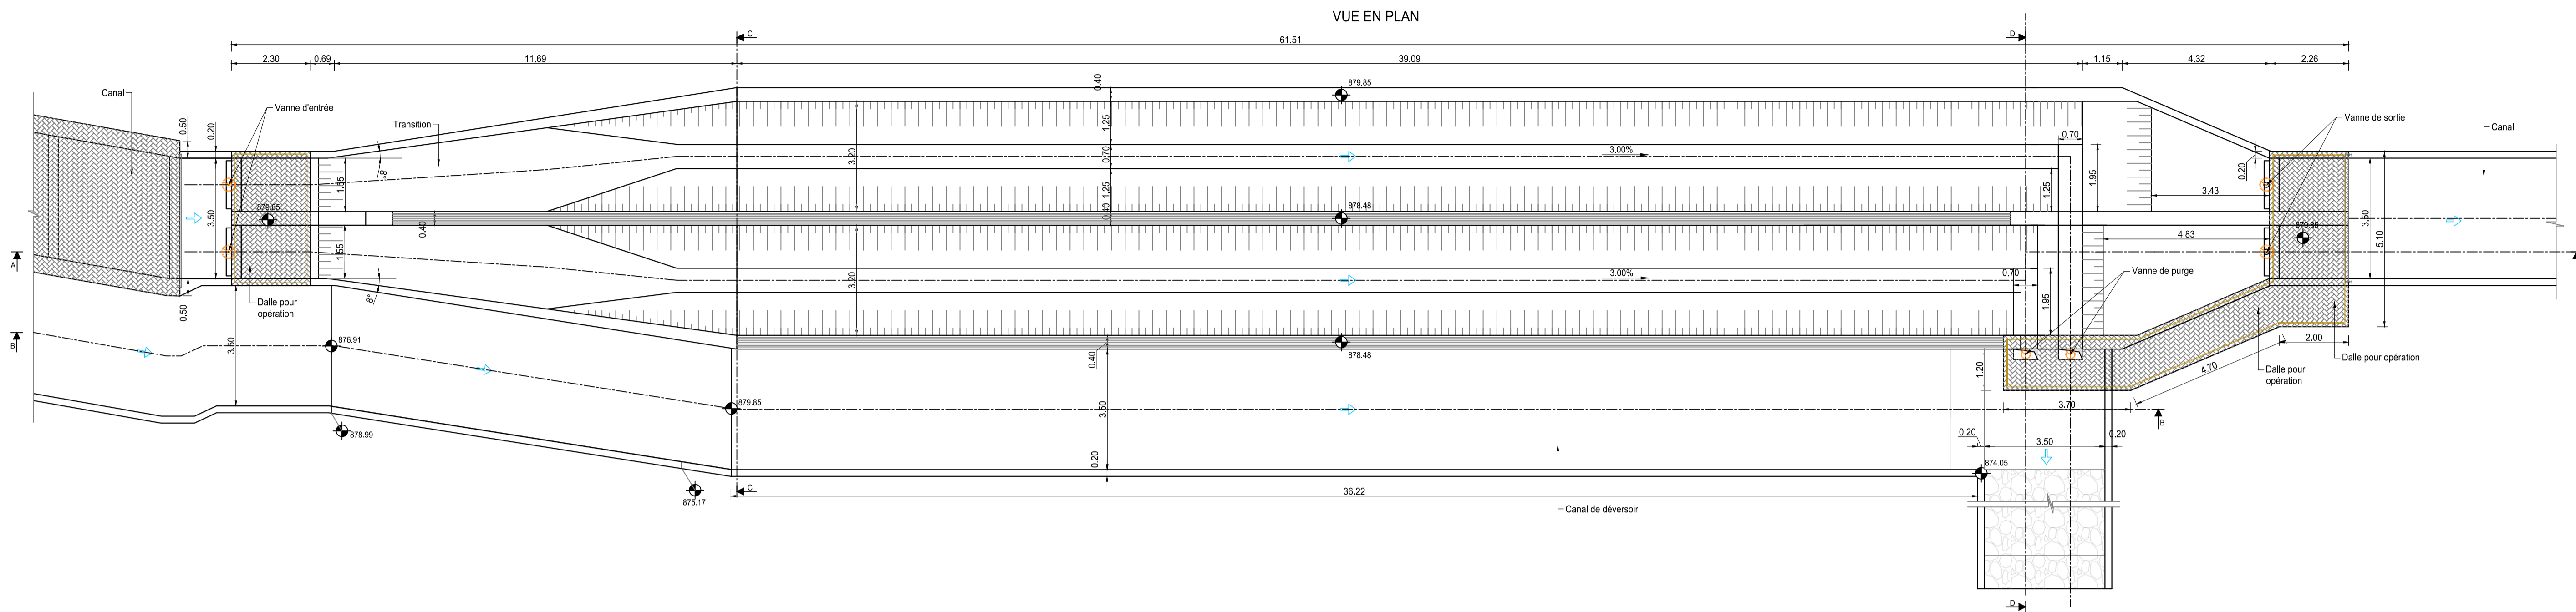 VUE EN PLAN
C
D
61.51
2,30
0,69
11.69
39.09
1.15
4.32
2.26
Canal
Vanne d'entrée
Transition
0.50
0.20
8°
0.40
879.85
1.25
3.20
0.70
3.00%
0.70
1.25
1.95
Vanne de sortie
Canal
0.20
3.43
1.55
879.85
3.50
0.40
1.25
0.40
878.48
4.83
3.50
5.10
A
1.55
8°
3.20
3.00%
0.70
1.95
Vanne de purge
Dalle pour
opération
0.50
B
3.50
876.91
0.40
878.48
1.20
2.00
Dalle pour opération
Dalle pour
opération
4.70
879.85
3.50
3.70
B
878.99
0.20
3.50
0.20
0.20
874.05
875.17
C
36.22
Canal de déversoir
D